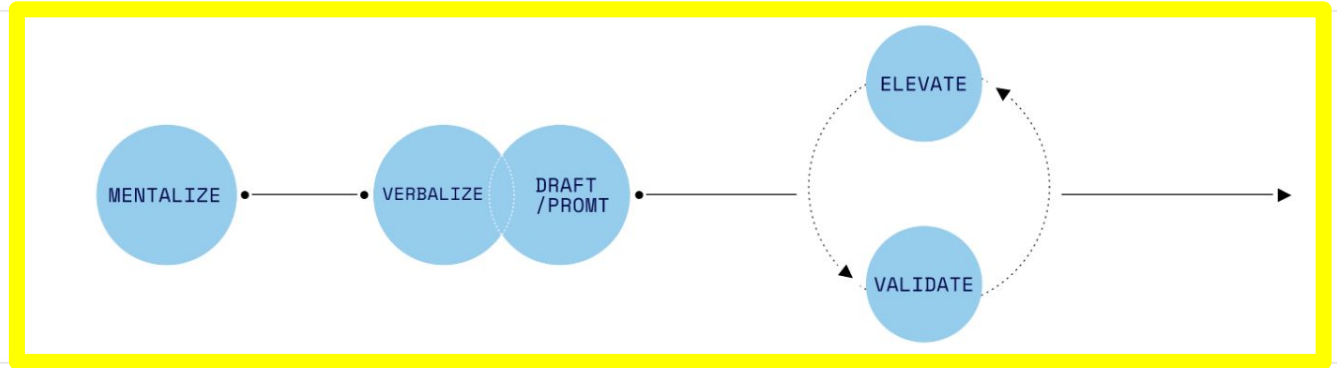 MENTALIZE
VERBALIZE
DRAFT
/PROMT
ELEVATE
VALIDATE